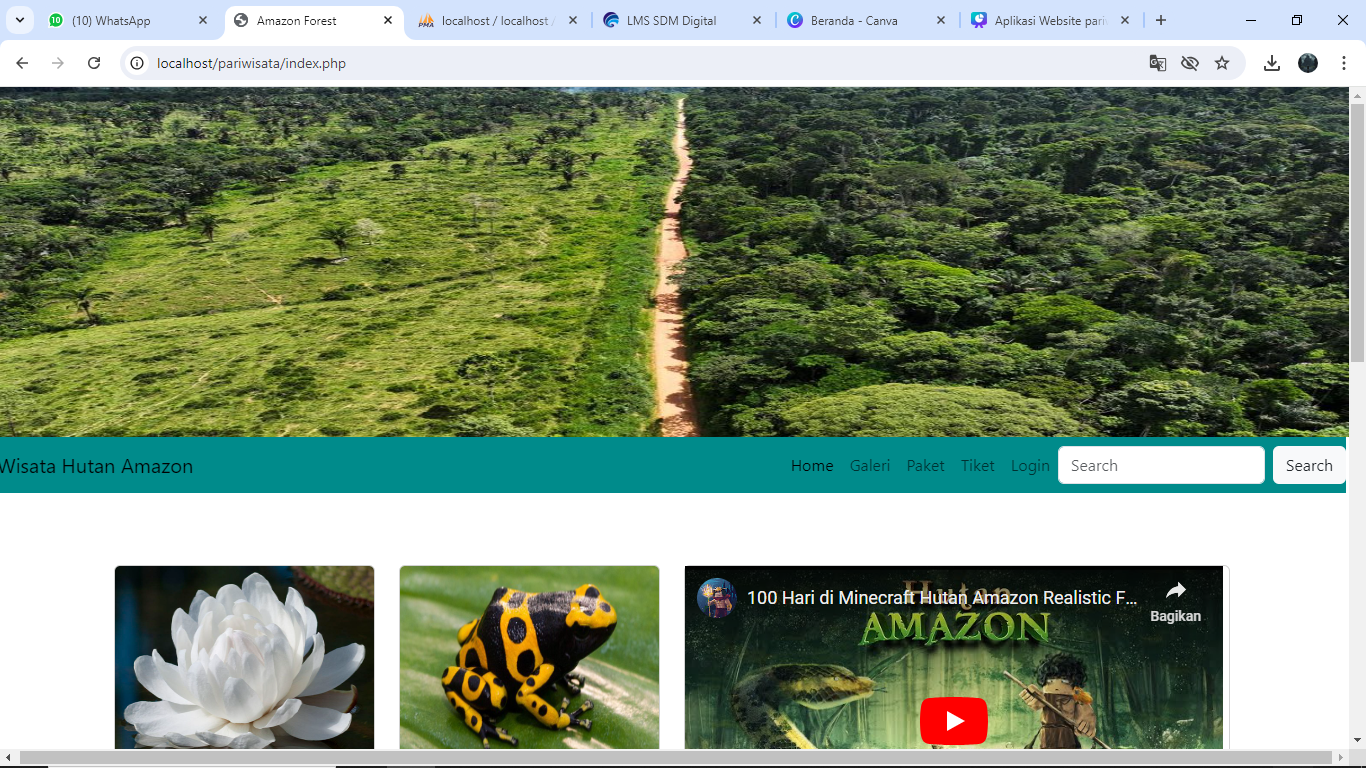 (10) WhatsApp
Amazon Forest
localhost / localhost /
LMS SDM Digital
Beranda - Canva
Aplikasi Website pari
localhost/pariwisata/index.php
Wisata Hutan Amazon
Home Galeri Paket Tiket Login Search Search
100 Hari di Minecraft Hutan Amazon Realistic F...
Bagikan
Hutan
AMAZON